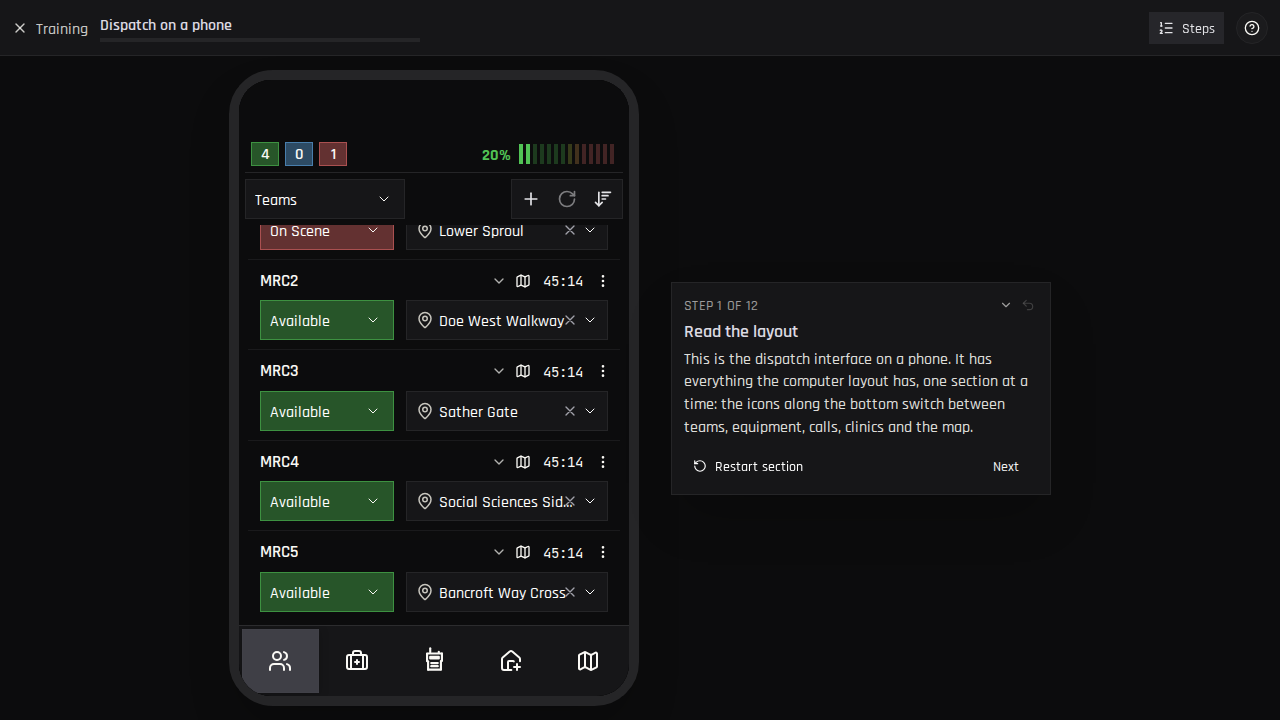 Training
Dispatch on a phone
Steps
4 0 1 20%
Teams
On Scene Lower Sproul
MRC2 45:14
Available Doe West Walkway
MRC3 45:14
Available Sather Gate
MRC4 45:14
Available Social Sciences Sid...
MRC5 45:14
Available Bancroft Way Cross
STEP 1 OF 12
Read the layout
This is the dispatch interface on a phone. It has
everything the computer layout has, one section at a
time: the icons along the bottom switch between
teams, equipment, calls, clinics and the map.
Restart section Next